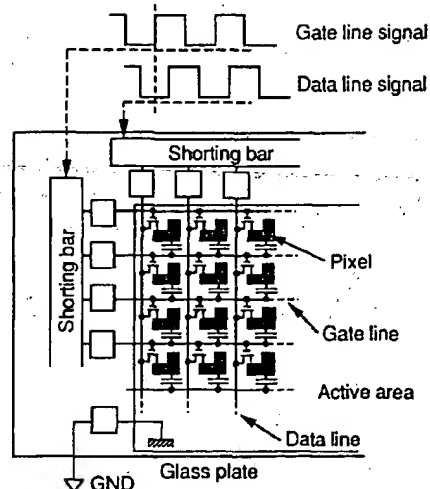 Gate line signal
Data line signal
Shorting bar
Shorting bar
Pixel
Gate line
Active area
Data line
Glass plate
GND